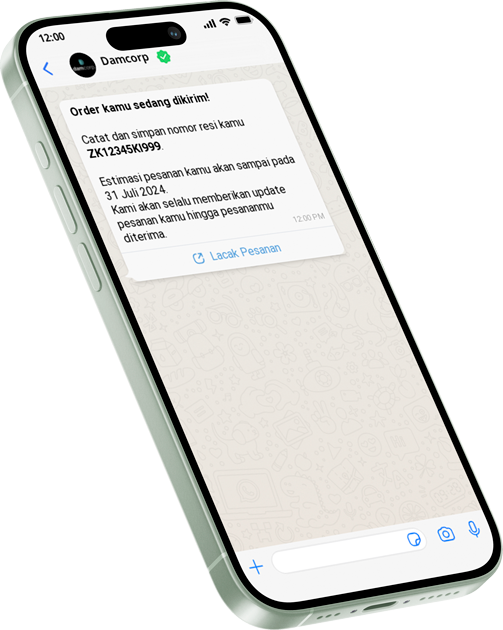 12:00
Damcorp
Order kamu sedang dikirim!
Catat dan simpan nomor resi kamu
ZK12345KI999.
Estimasi pesanan kamu akan sampai pada
31 Juli 2024.
Kami akan selalu memberikan update
pesanan kamu hingga pesananmu
diterima.
12:00 PM
Lacak Pesanan